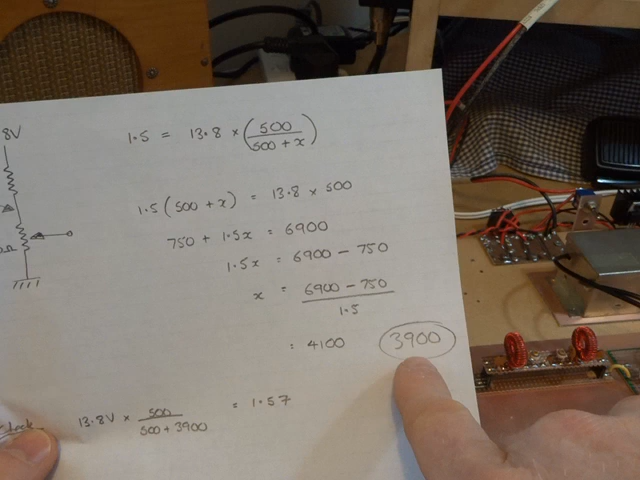 8V
1.5 = 13.8 × (500 / (500 + x))
1.5 (500 + x) = 13.8 × 500
750 + 1.5x = 6900
1.5x = 6900 - 750
x = (6900 - 750) / 1.5
Ω
= 4100 3900
13.8V × 500 / (500 + 3900) = 1.57